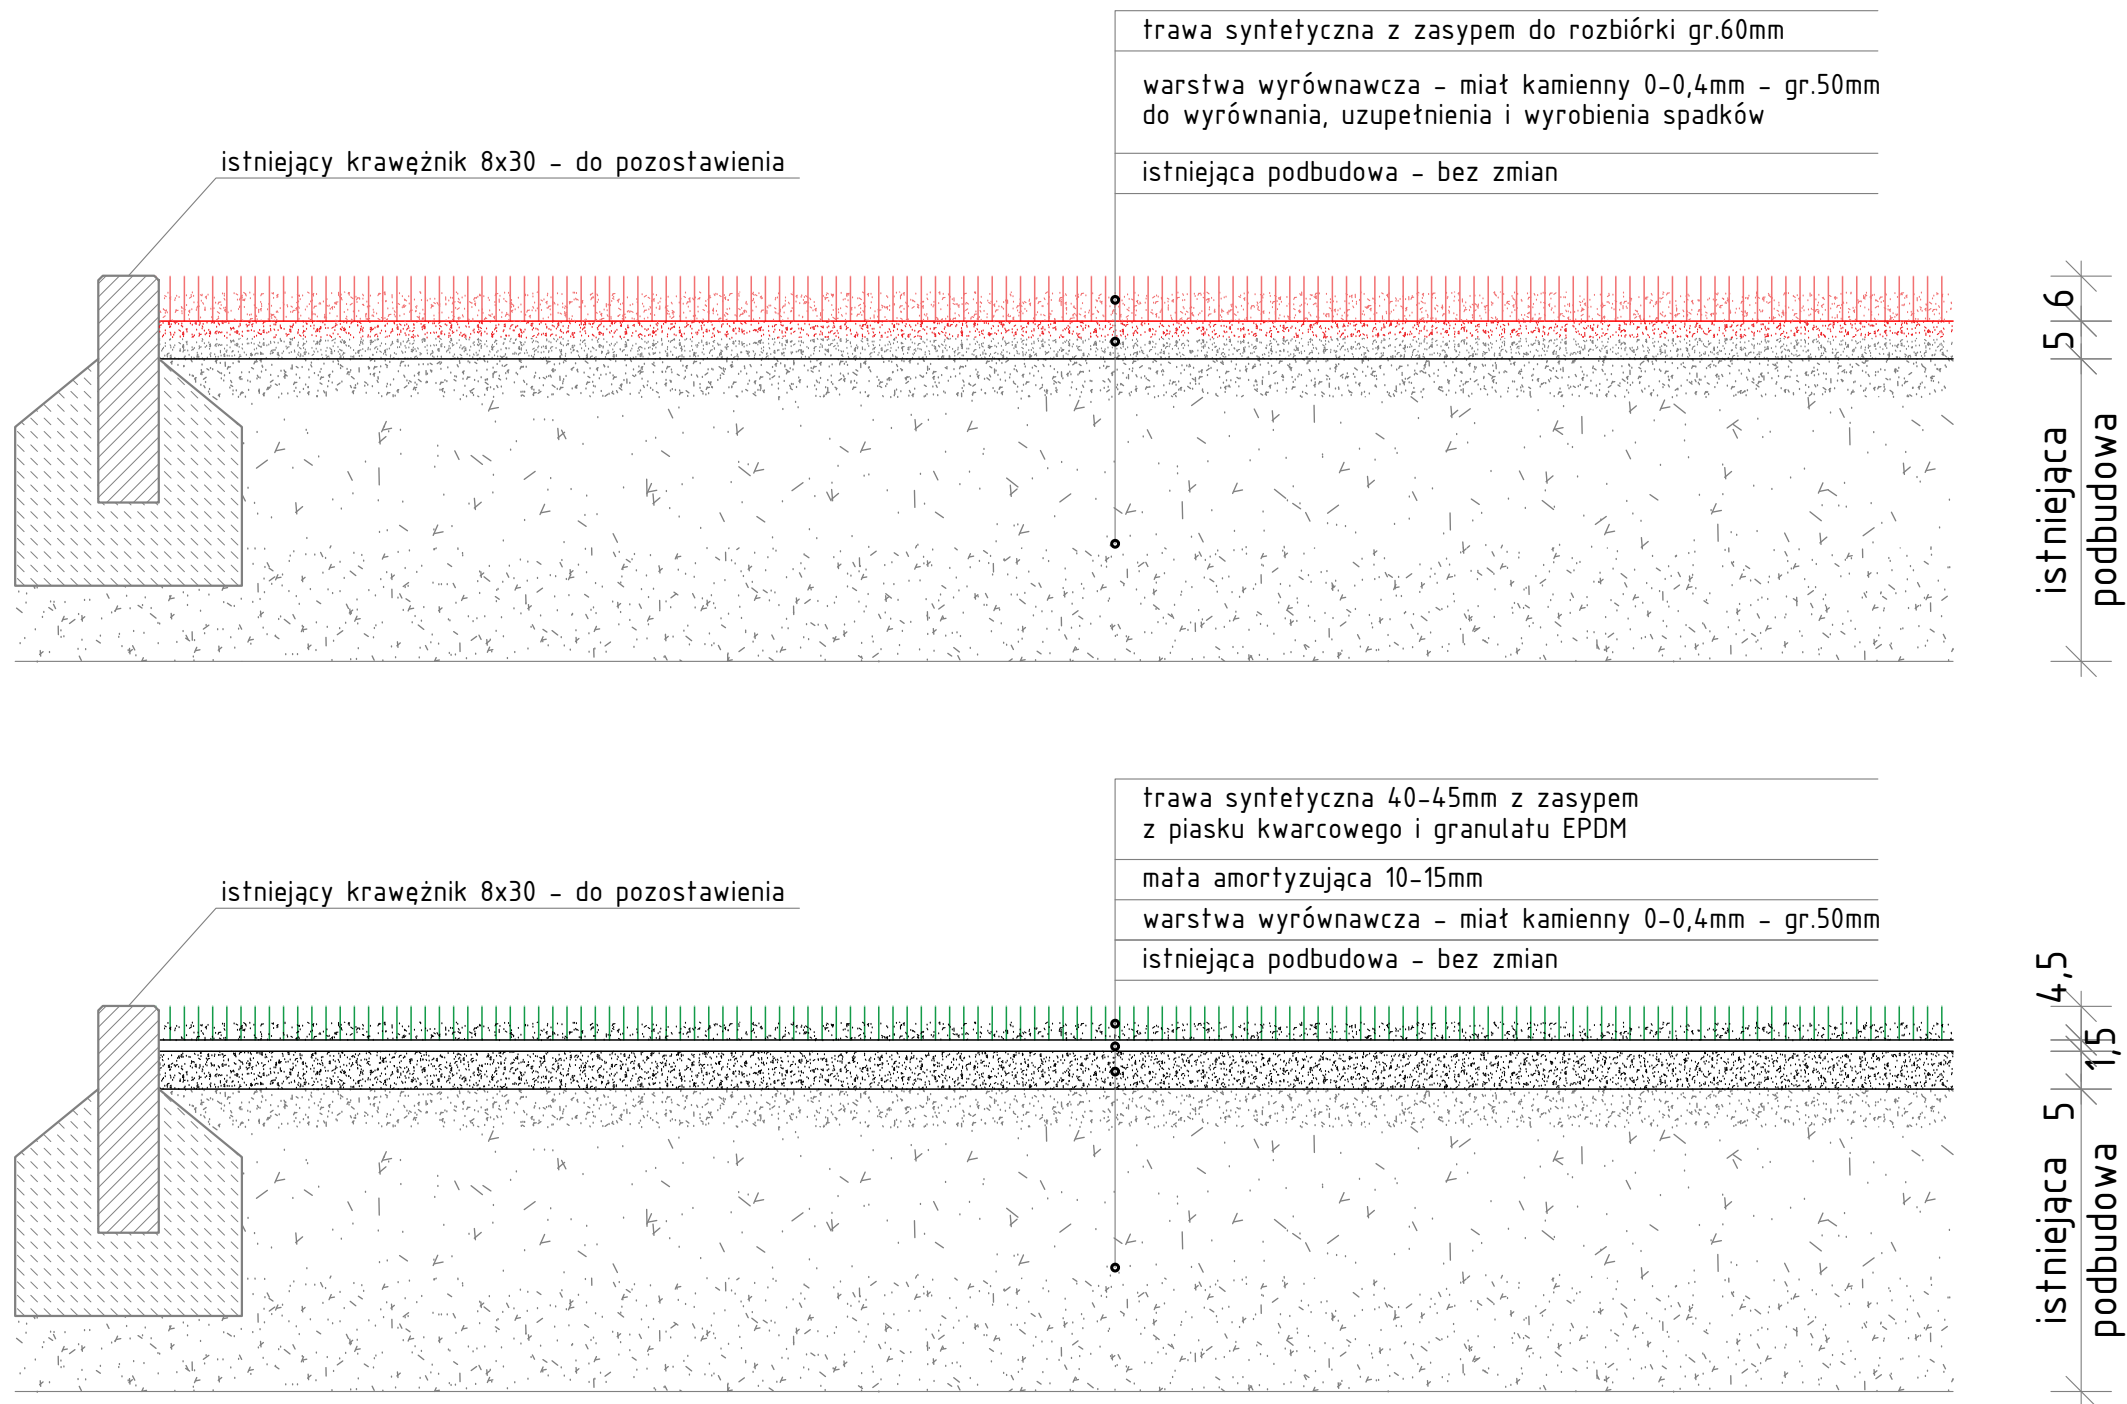 trawa syntetyczna z zasypem do rozbiórki gr.60mm
warstwa wyrównawcza - miał kamienny 0-0,4mm - gr.50mm
do wyrównania, uzupełnienia i wyrobienia spadków
istniejąca podbudowa - bez zmian
istniejący krawężnik 8x30 - do pozostawienia
6
5
istniejąca
podbudowa
trawa syntetyczna 40-45mm z zasypem
z piasku kwarcowego i granulatu EPDM
mata amortyzująca 10-15mm
warstwa wyrównawcza - miał kamienny 0-0,4mm - gr.50mm
istniejąca podbudowa - bez zmian
istniejący krawężnik 8x30 - do pozostawienia
4,5
1,5
5
istniejąca
podbudowa